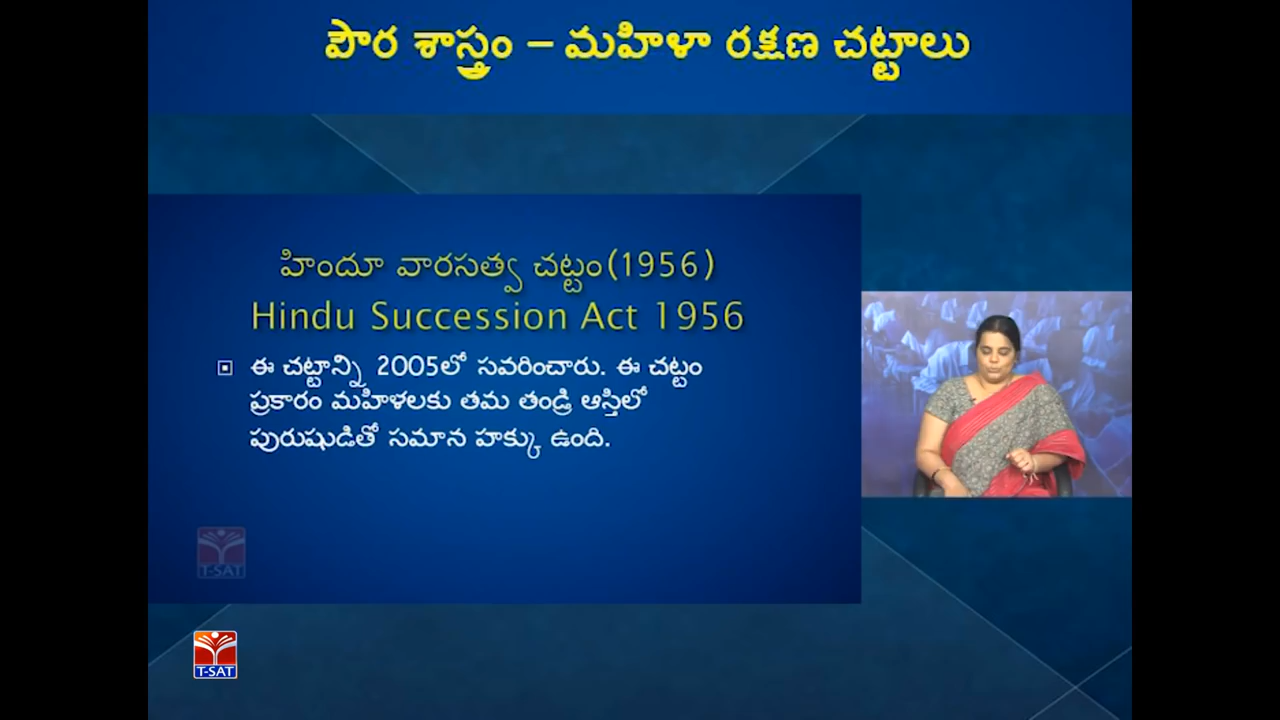 పౌర శాస్త్రం – మహిళా రక్షణ చట్టాలు
హిందూ వారసత్వ చట్టం(1956)
Hindu Succession Act 1956
ఈ చట్టాన్ని 2005లో సవరించారు. ఈ చట్టం
ప్రకారం మహిళలకు తమ తండ్రి ఆస్తిలో
పురుషుడితో సమాన హక్కు ఉంది.
T-SAT
T-SAT